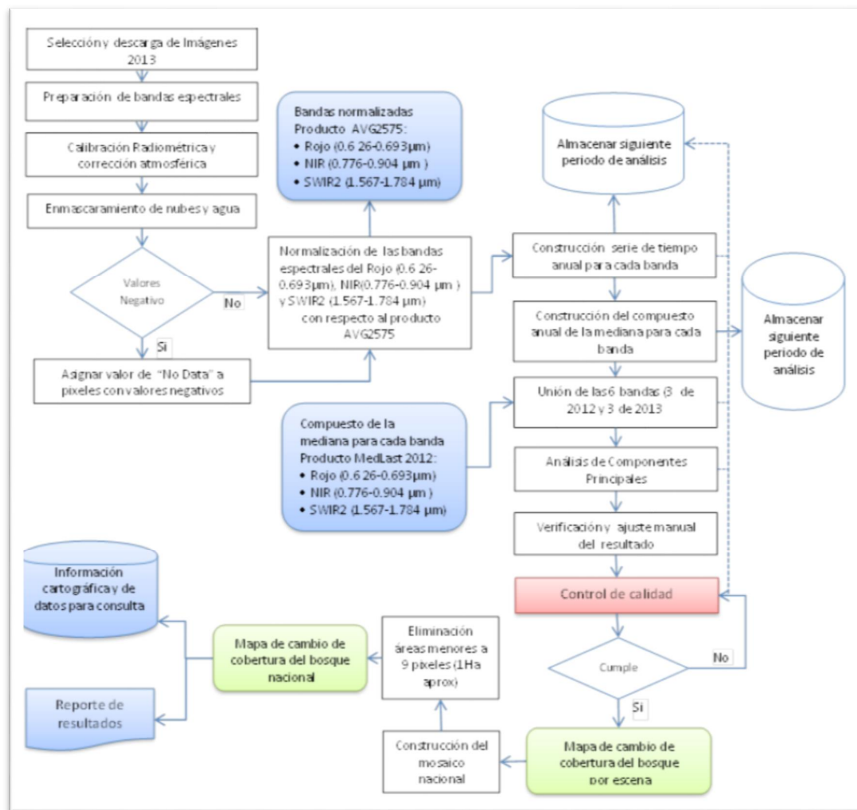 Selección y descarga de Imágenes
2013
Preparación de bandas espectrales
Calibración Radiométrica y
corrección atmosférica
Enmascaramiento de nubes y agua
Valores
Negativo
No
Si
Asignar valor de "No Data" a
pixeles con valores negativos
Bandas normalizadas
Producto AVG2575:
• Rojo (0.6 26-0.693µm)
• NIR (0.776-0.904 µm )
• SWIR2 (1.567-1.784 µm)
Normalización de las bandas
espectrales del Rojo (0.6 26-
0.693µm), NIR(0.776-0.904 µm )
y SWIR2 (1.567-1.784 µm)
con respecto al producto
AVG2575
Compuesto de la
mediana para cada banda
Producto MedLast 2012:
• Rojo (0.6 26-0.693µm)
• NIR (0.776-0.904 µm )
• SWIR2 (1.567-1.784 µm)
Almacenar siguiente
periodo de análisis
Construcción serie de tiempo
anual para cada banda
Construcción del compuesto
anual de la mediana para cada
banda
Almacenar
siguiente
periodo de
análisis
Unión de las 6 bandas (3 de
2012 y 3 de 2013
Análisis de Componentes
Principales
Verificación y ajuste manual
del resultado
Control de calidad
Cumple
No
Si
Mapa de cambio de
cobertura del bosque
por escena
Construcción del
mosaico
nacional
Eliminación
áreas menores a
9 pixeles (1Ha
aprox)
Mapa de cambio de
cobertura del bosque
nacional
Información
cartográfica y de
datos para consulta
Reporte de
resultados